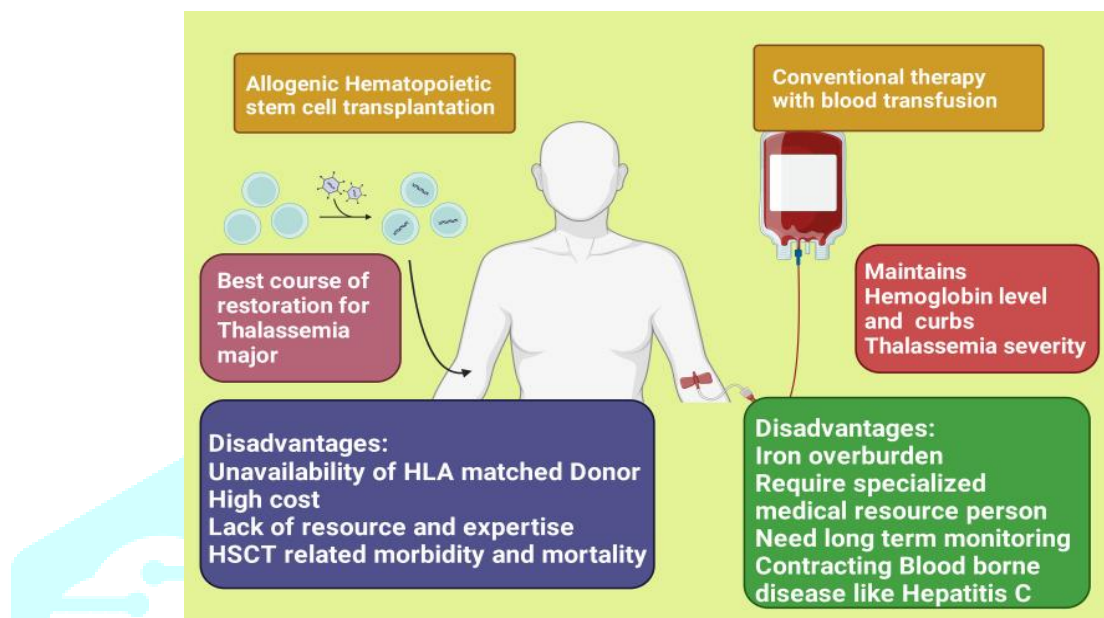 Allogenic Hematopoietic
stem cell transplantation
Conventional therapy
with blood transfusion
Best course of
restoration for
Thalassemia
major
Maintains
Hemoglobin level
and curbs
Thalassemia severity
Disadvantages:
Unavailability of HLA matched Donor
High cost
Lack of resource and expertise
HSCT related morbidity and mortality
Disadvantages:
Iron overburden
Require specialized
medical resource person
Need long term monitoring
Contracting Blood borne
disease like Hepatitis C